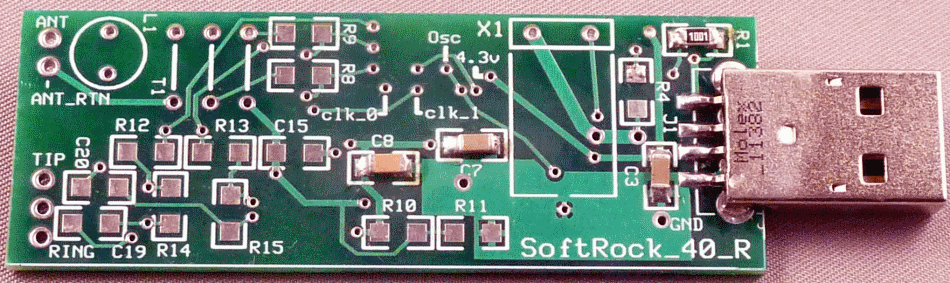 ANT
L1
ANT_RTN
T1
R9
R8
Osc
4.3v
X1
clk_0
clk_1
R1
1001
R4
J1
Molex
11382
R12
R13
C15
C8
C7
C3
GND
TIP
C20
RING
C19
R14
R15
R10
R11
SoftRock_40_R